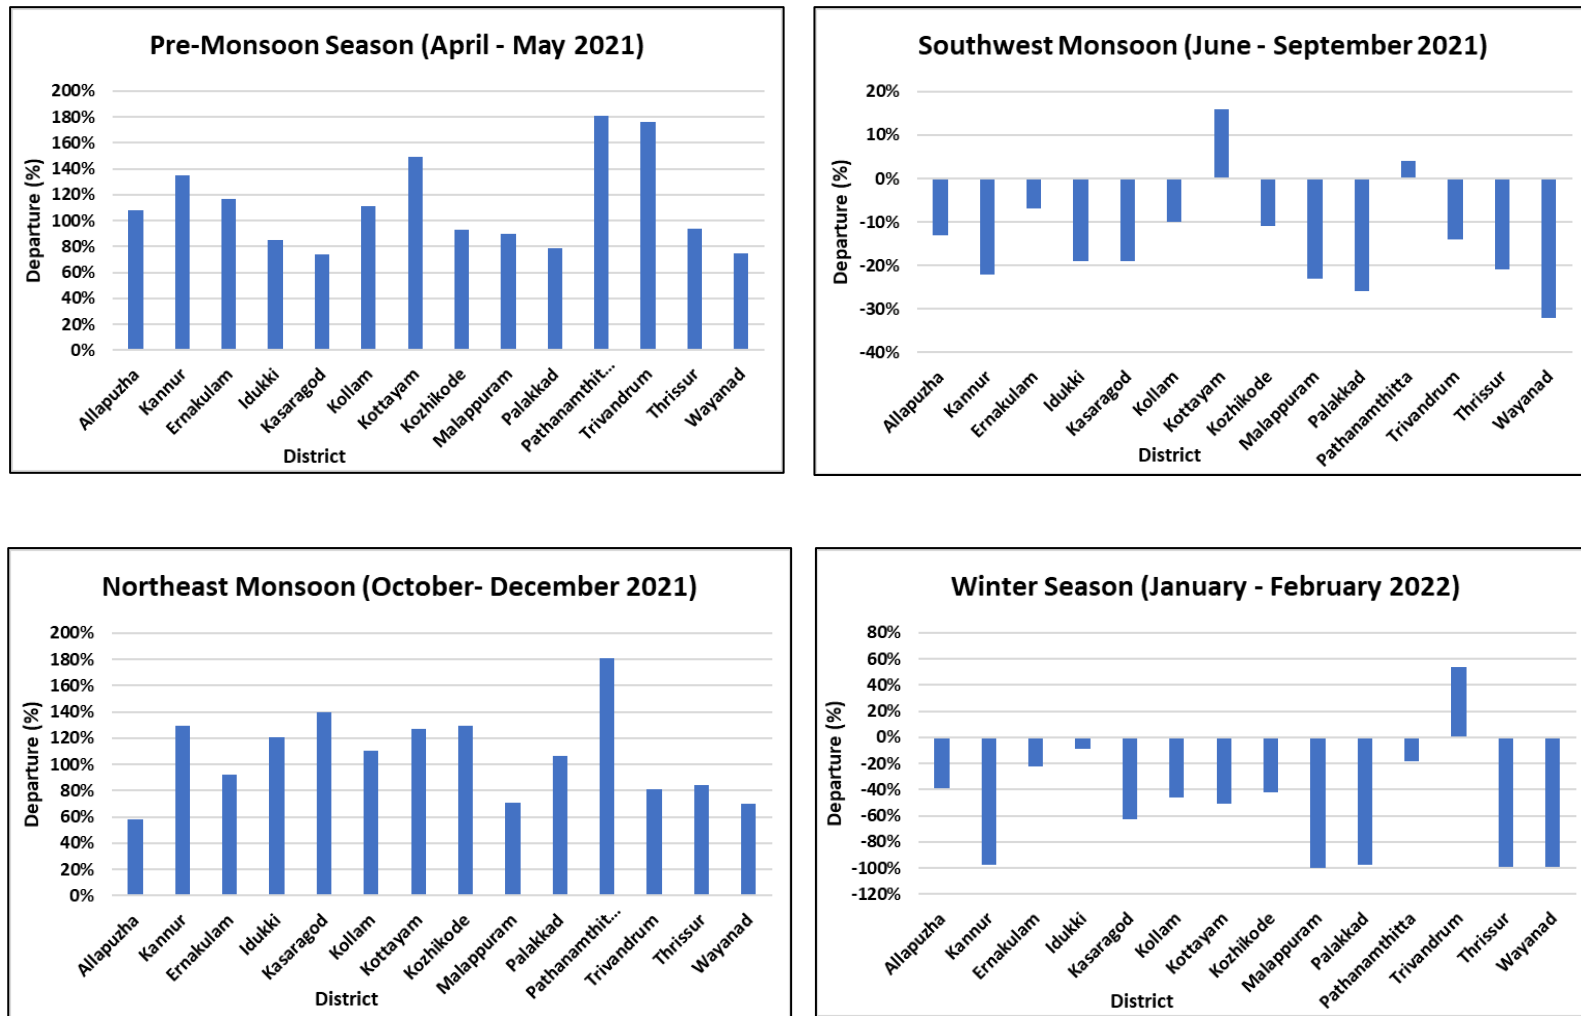 Pre-Monsoon Season (April - May 2021)
Departure (%)
200%
180%
160%
140%
120%
100%
80%
60%
40%
20%
0%
Allapuzha
Kannur
Ernakulam
Idukki
Kasaragod
Kollam
Kottayam
Kozhikode
Malappuram
Palakkad
Pathanamthit...
Trivandrum
Thrissur
Wayanad
District
Southwest Monsoon (June - September 2021)
Departure (%)
20%
10%
0%
-10%
-20%
-30%
-40%
Allapuzha
Kannur
Ernakulam
Idukki
Kasaragod
Kollam
Kottayam
Kozhikode
Malappuram
Palakkad
Pathanamthitta
Trivandrum
Thrissur
Wayanad
District
Northeast Monsoon (October- December 2021)
Departure (%)
200%
180%
160%
140%
120%
100%
80%
60%
40%
20%
0%
Allapuzha
Kannur
Ernakulam
Idukki
Kasaragod
Kollam
Kottayam
Kozhikode
Malappuram
Palakkad
Pathanamthit...
Trivandrum
Thrissur
Wayanad
District
Winter Season (January - February 2022)
Departure (%)
80%
60%
40%
20%
0%
-20%
-40%
-60%
-80%
-100%
-120%
Allapuzha
Kannur
Ernakulam
Idukki
Kasaragod
Kollam
Kottayam
Kozhikode
Malappuram
Palakkad
Pathanamthitta
Trivandrum
Thrissur
Wayanad
District